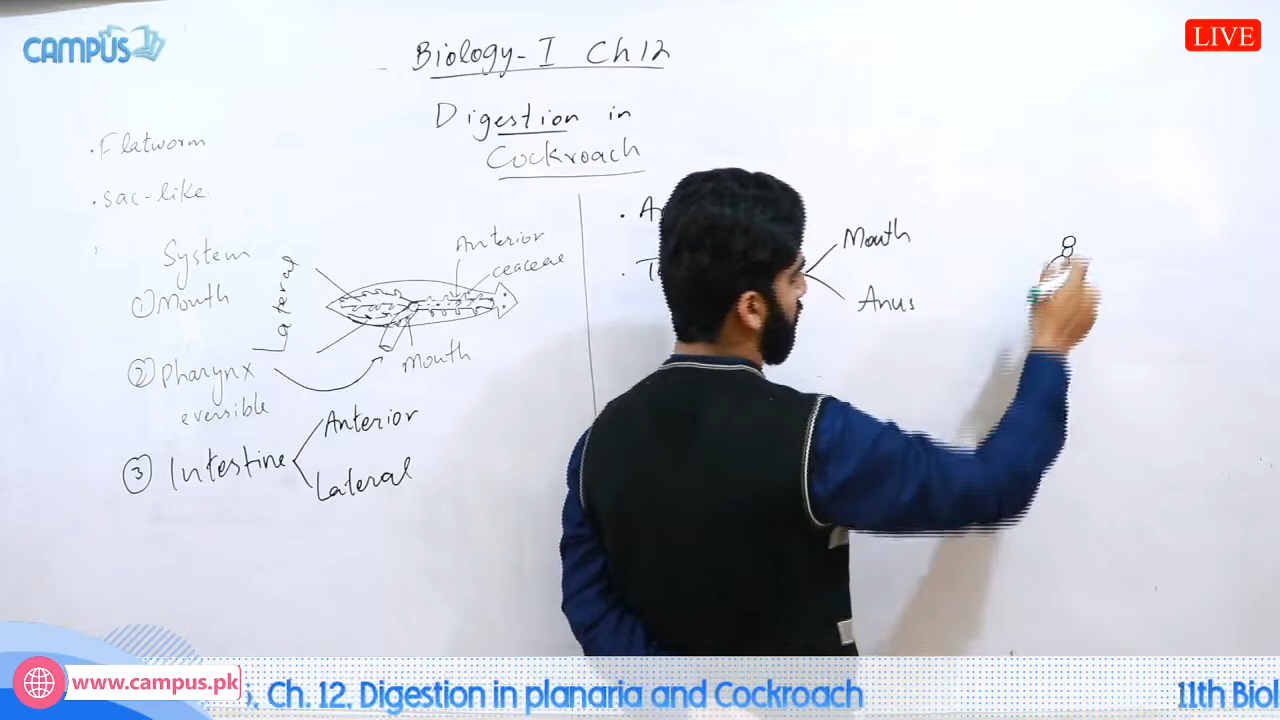 CAMPUS
LIVE
Biology-I Ch 12
Digestion in
Cockroach
. Flatworm
. sac-like
System
① Mouth
② Pharynx
eversible
③ Intestine
Anterior
Lateral
Lateral
Anterior
ceaceae
Mouth
Mouth
Anus
www.campus.pk
, Ch. 12, Digestion in planaria and Cockroach
11th Biol